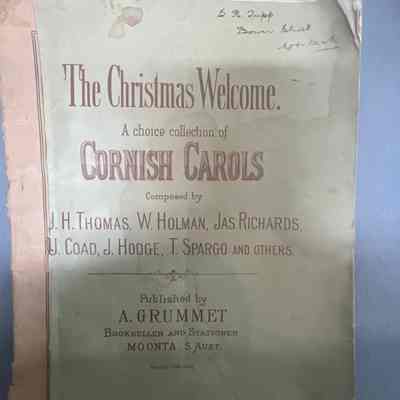 The Christmas Welcome.
A choice collection of
CORNISH CAROLS
Composed by
J. H. THOMAS, W. HOLMAN, JAS RICHARDS,
J. COAD, J. HODGE, T. SPARGO AND OTHERS.
Published by
A. GRUMMET
BOOKSELLER AND STATIONER
MOONTA S. AUST.